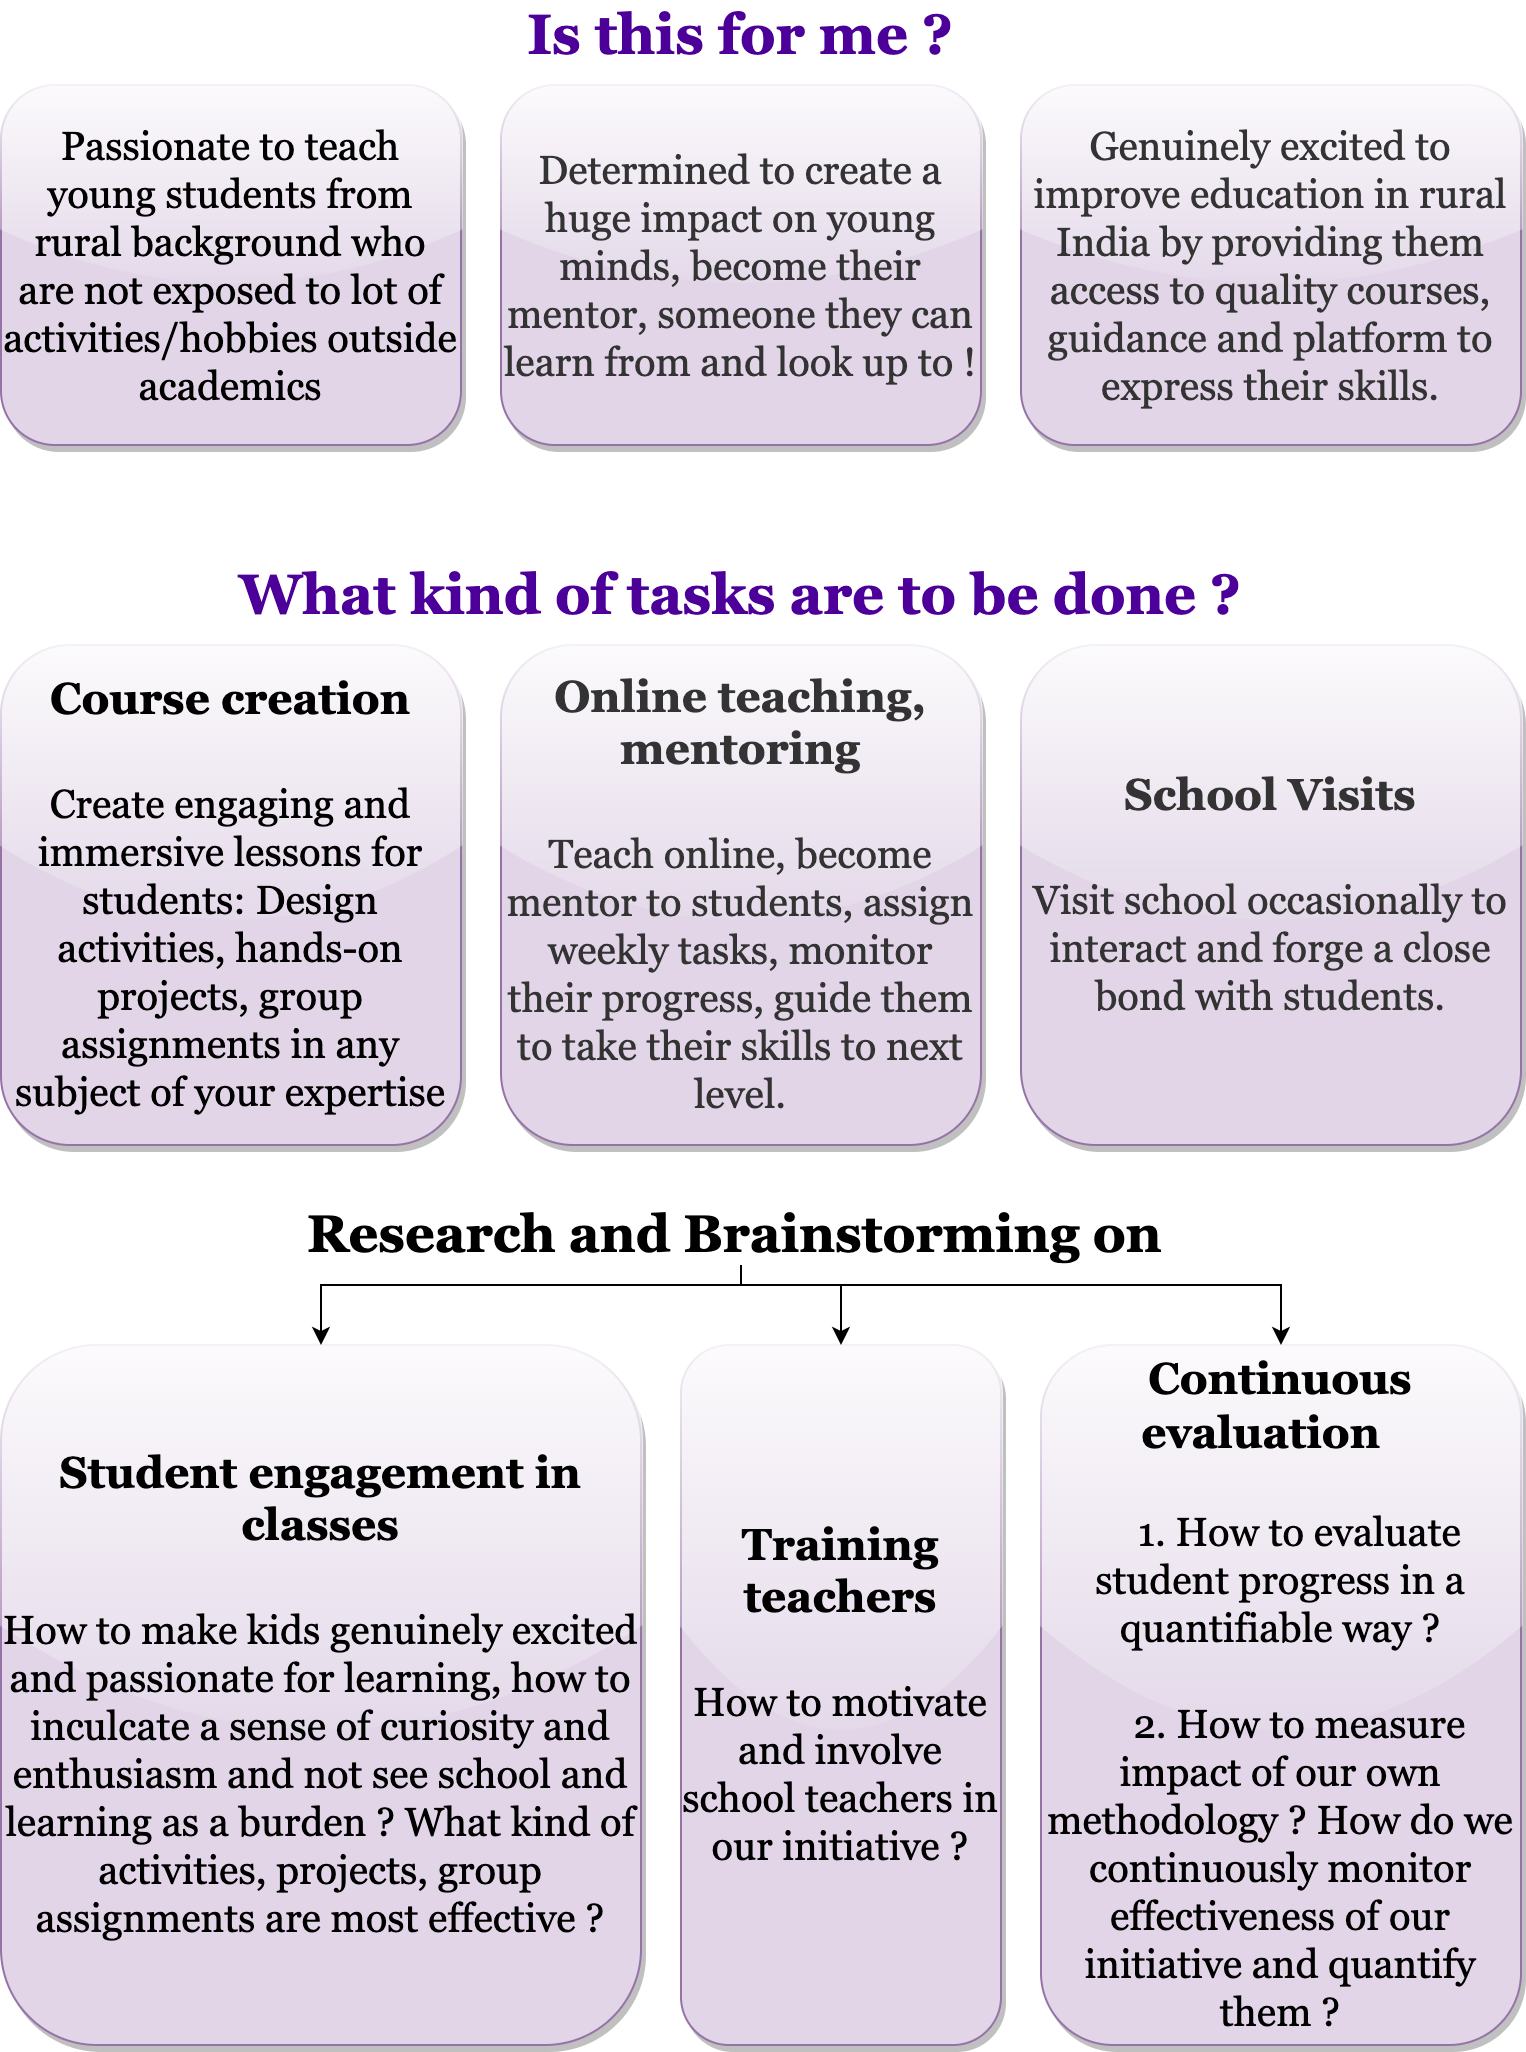 Is this for me ?
Passionate to teach
young students from
rural background who
are not exposed to lot of
activities/hobbies outside
academics
Determined to create a
huge impact on young
minds, become their
mentor, someone they can
learn from and look up to !
Genuinely excited to
improve education in rural
India by providing them
access to quality courses,
guidance and platform to
express their skills.
What kind of tasks are to be done ?
Course creation
Create engaging and
immersive lessons for
students: Design
activities, hands-on
projects, group
assignments in any
subject of your expertise
Online teaching,
mentoring
Teach online, become
mentor to students, assign
weekly tasks, monitor
their progress, guide them
to take their skills to next
level.
School Visits
Visit school occasionally to
interact and forge a close
bond with students.
Research and Brainstorming on
Student engagement in
classes
How to make kids genuinely excited
and passionate for learning, how to
inculcate a sense of curiosity and
enthusiasm and not see school and
learning as a burden ? What kind of
activities, projects, group
assignments are most effective ?
Training
teachers
How to motivate
and involve
school teachers in
our initiative ?
Continuous
evaluation
1. How to evaluate
student progress in a
quantifiable way ?
2. How to measure
impact of our own
methodology ? How do we
continuously monitor
effectiveness of our
initiative and quantify
them ?